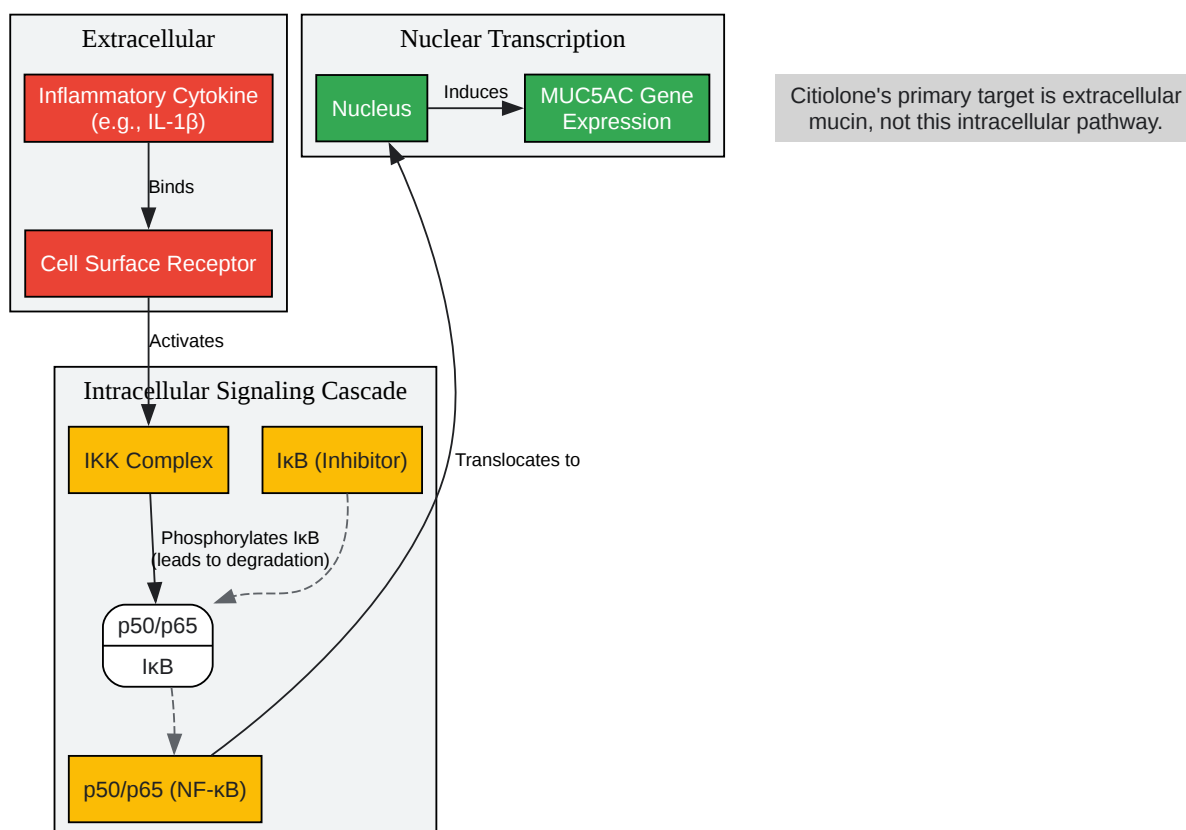 Extracellular
Inflammatory Cytokine
(e.g., IL-1β)
Binds
Cell Surface Receptor
Activates
Nuclear Transcription
Nucleus
Induces
MUC5AC Gene
Expression
Citiolone's primary target is extracellular
mucin, not this intracellular pathway.
Intracellular Signaling Cascade
IKK Complex
IκB (Inhibitor)
Translocates to
Phosphorylates IκB
(leads to degradation)
p50/p65
IκB
p50/p65 (NF-κB)